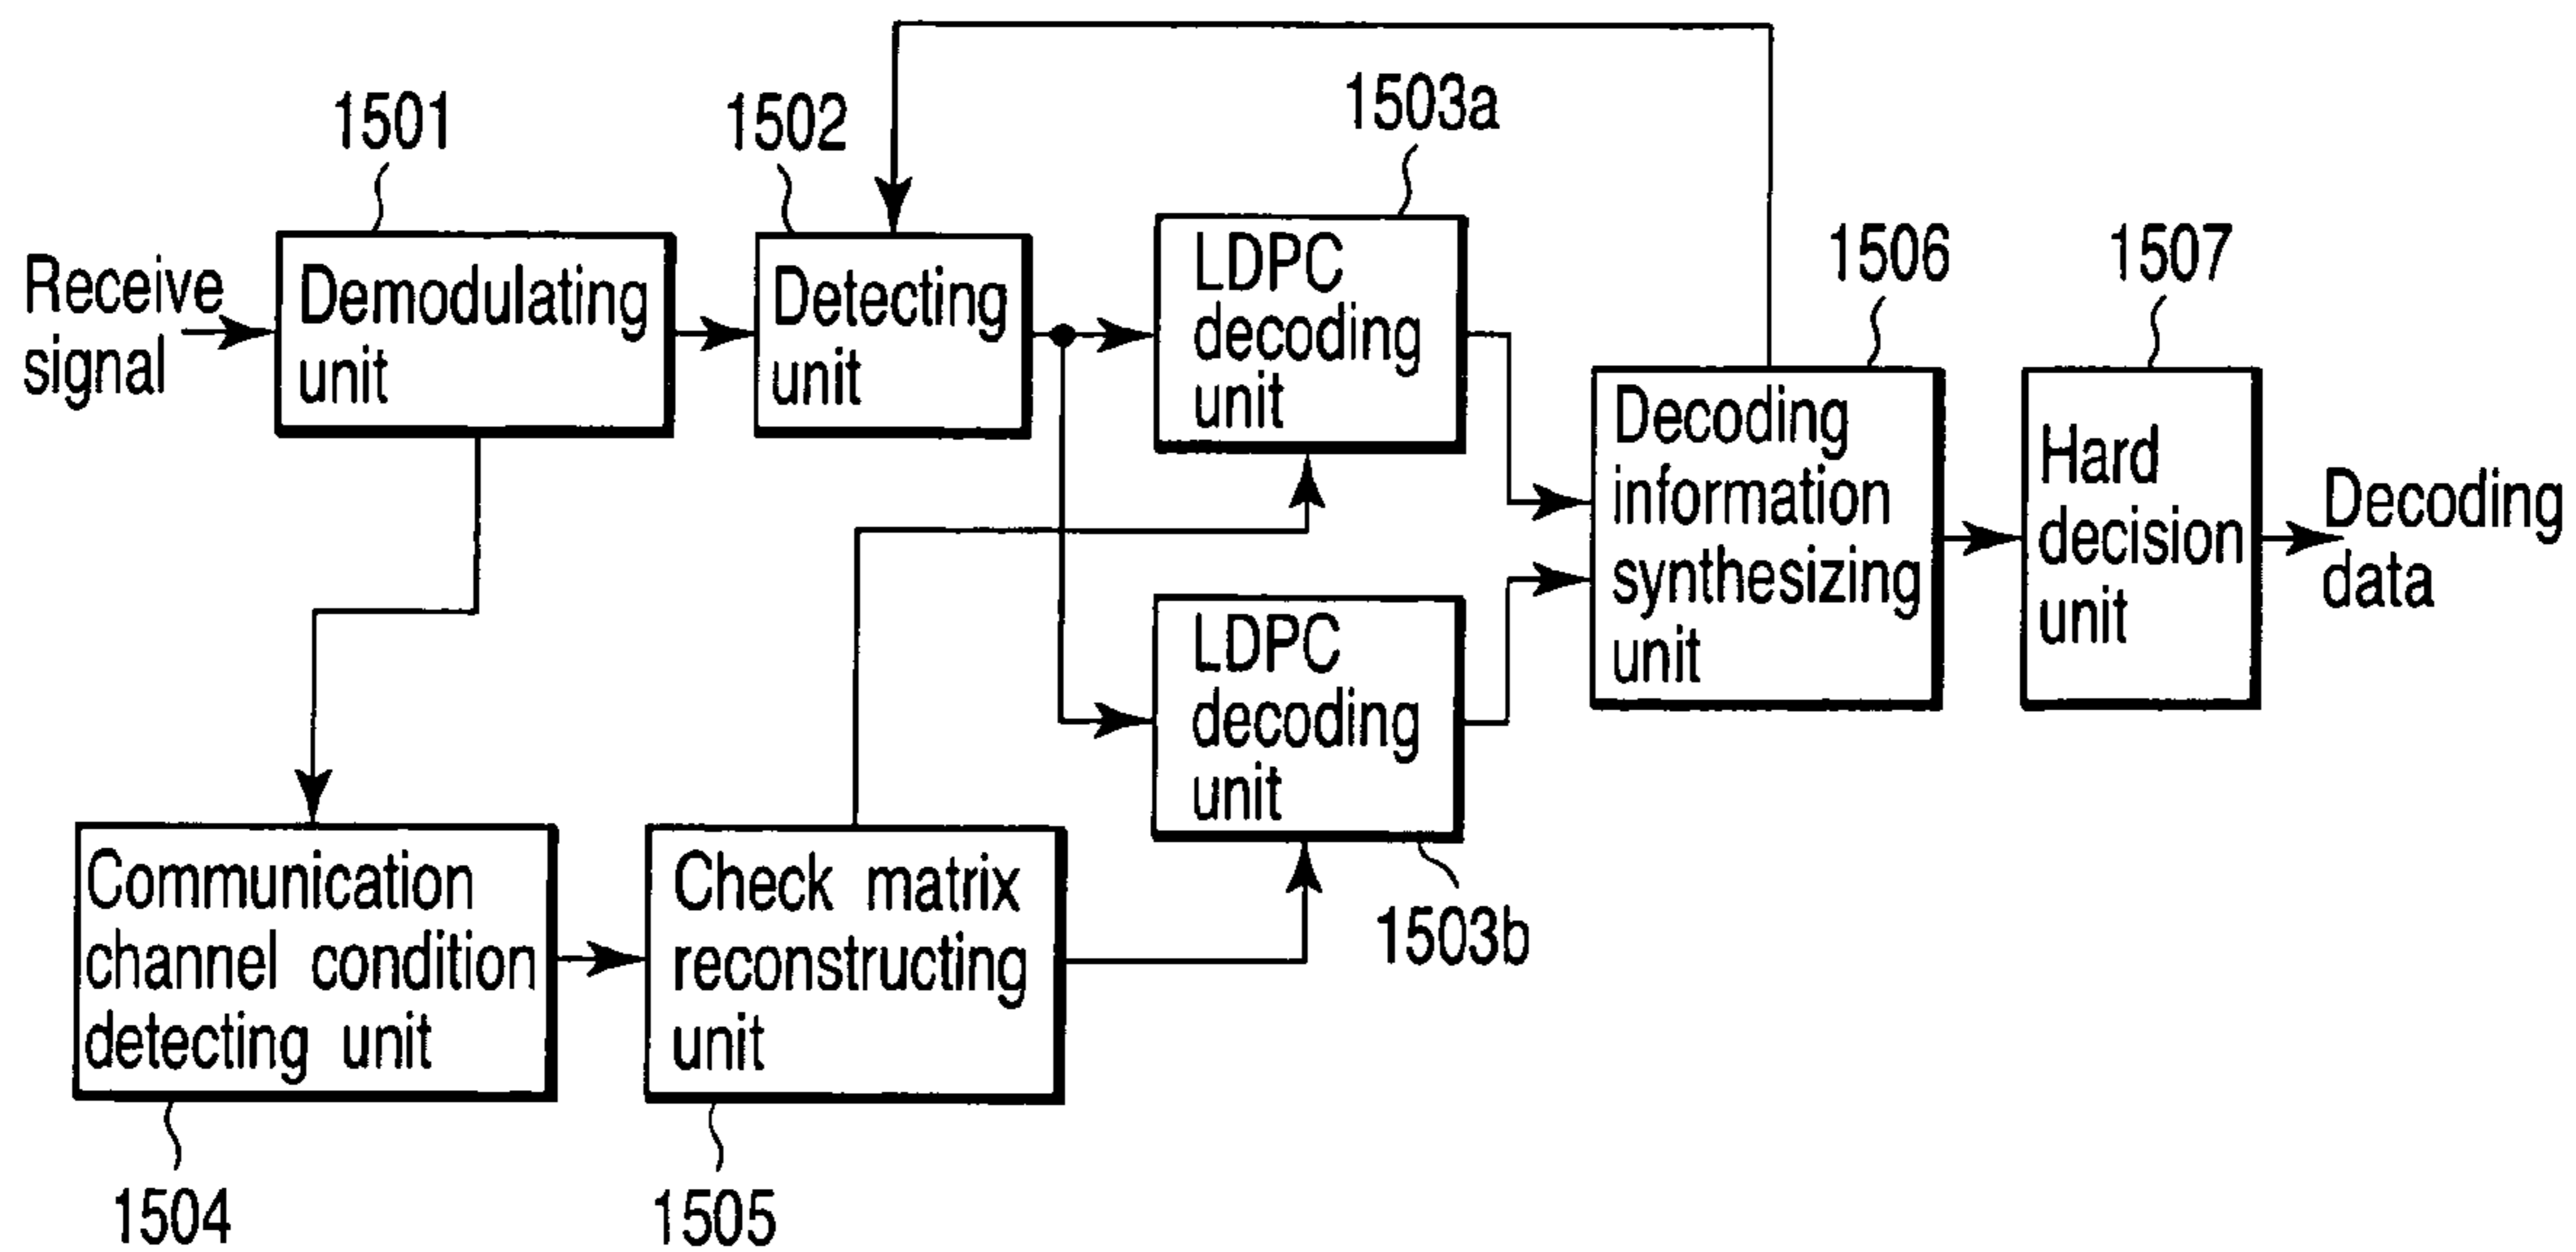 1501
1502
1503a
1506
1507
Receive
signal
Demodulating
unit
Detecting
unit
LDPC
decoding
unit
Decoding
information
synthesizing
unit
Hard
decision
unit
Decoding
data
LDPC
decoding
unit
1503b
Communication
channel condition
detecting unit
Check matrix
reconstructing
unit
1504
1505